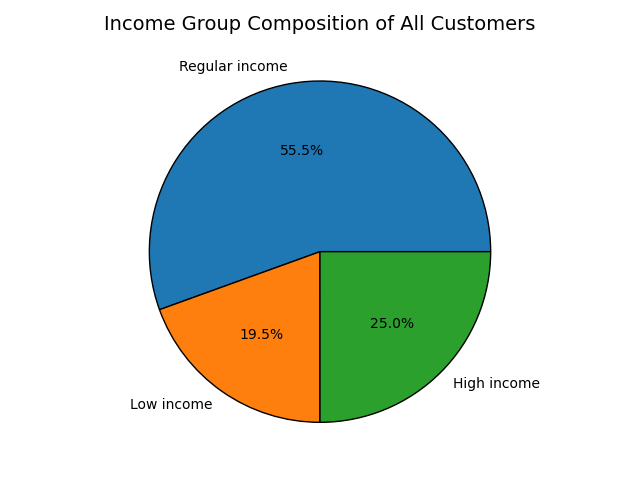 Income Group Composition of All Customers
Regular income
55.5%
19.5%
25.0%
Low income
High income